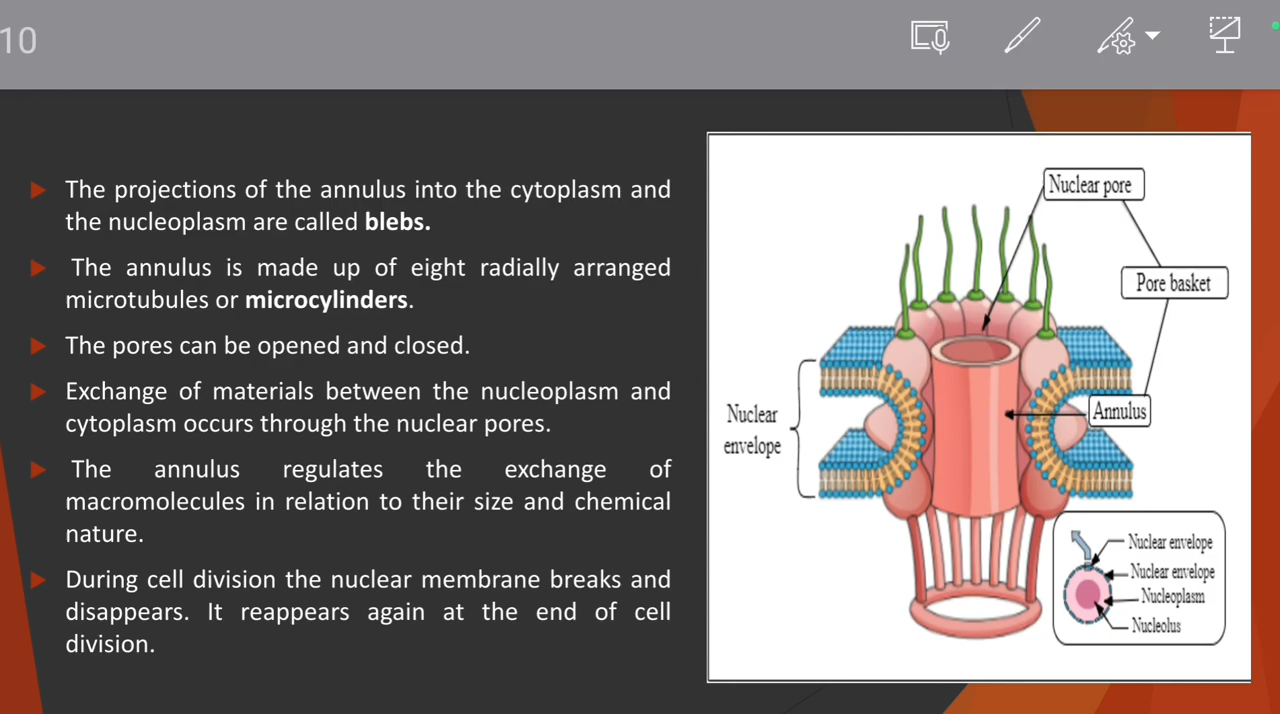 10
The projections of the annulus into the cytoplasm and
the nucleoplasm are called blebs.
The annulus is made up of eight radially arranged
microtubules or microcylinders.
The pores can be opened and closed.
Exchange of materials between the nucleoplasm and
cytoplasm occurs through the nuclear pores.
The annulus regulates the exchange of
macromolecules in relation to their size and chemical
nature.
During cell division the nuclear membrane breaks and
disappears. It reappears again at the end of cell
division.
Nuclear pore
Pore basket
Annulus
Nuclear
envelope
Nuclear envelope
Nuclear envelope
Nucleoplasm
Nucleolus